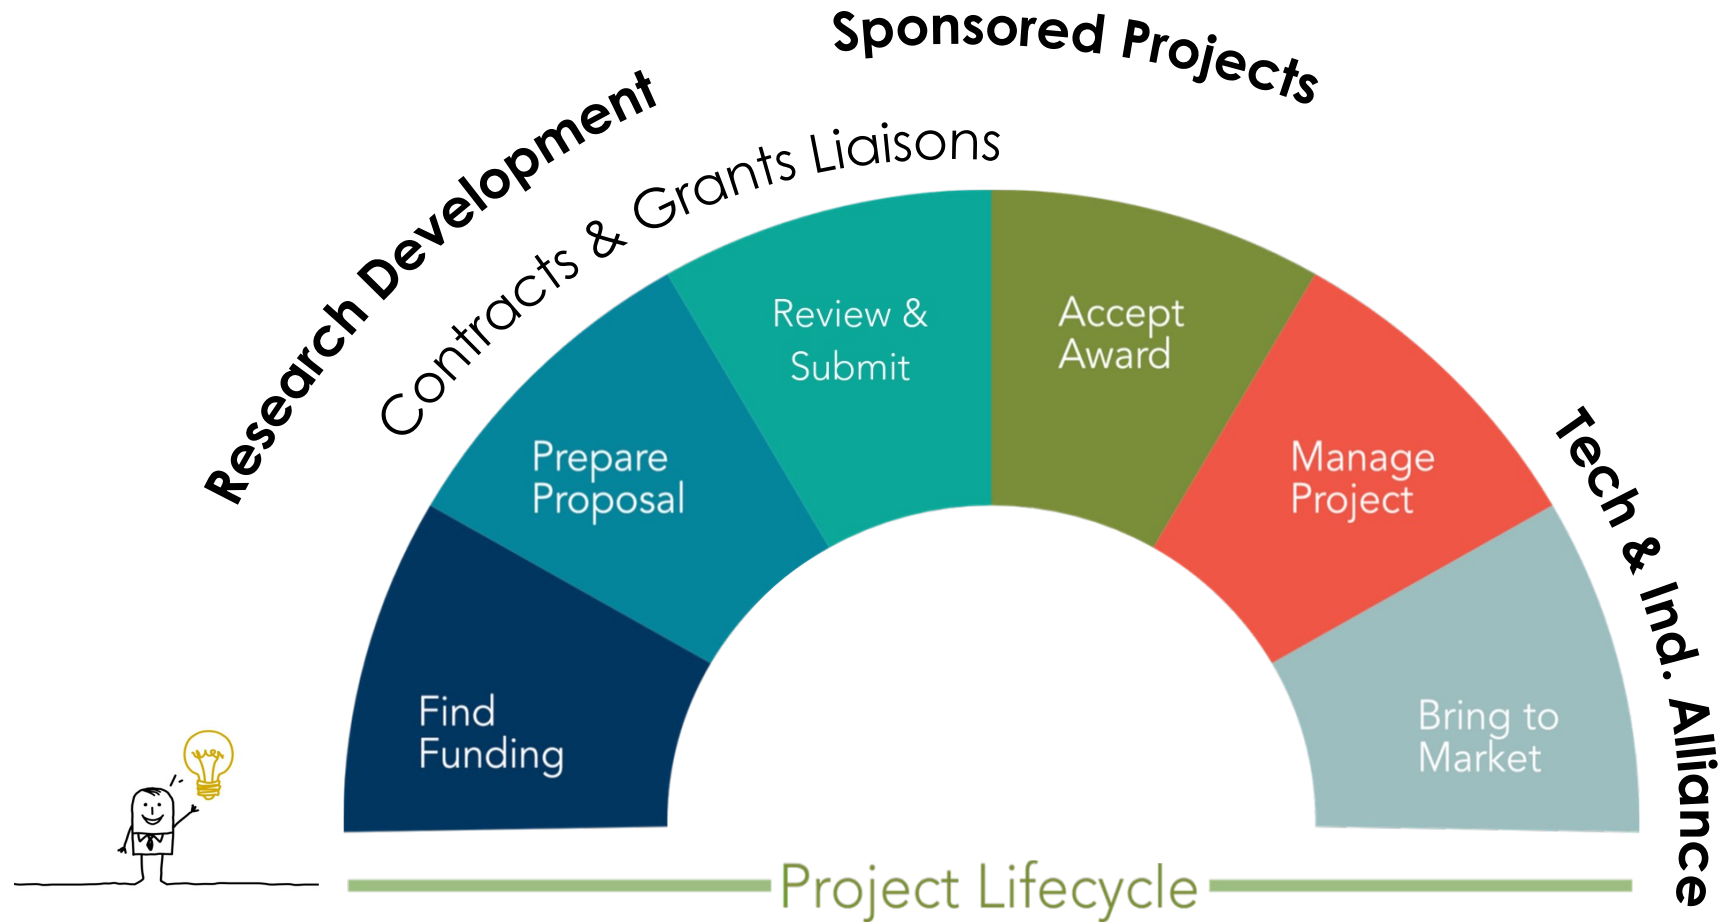 Sponsored Projects
Research Development
Contracts & Grants Liaisons
Review &
Submit
Accept
Award
Prepare
Proposal
Manage
Project
Tech & Ind. Alliance
Find
Funding
Bring to
Market
Project Lifecycle